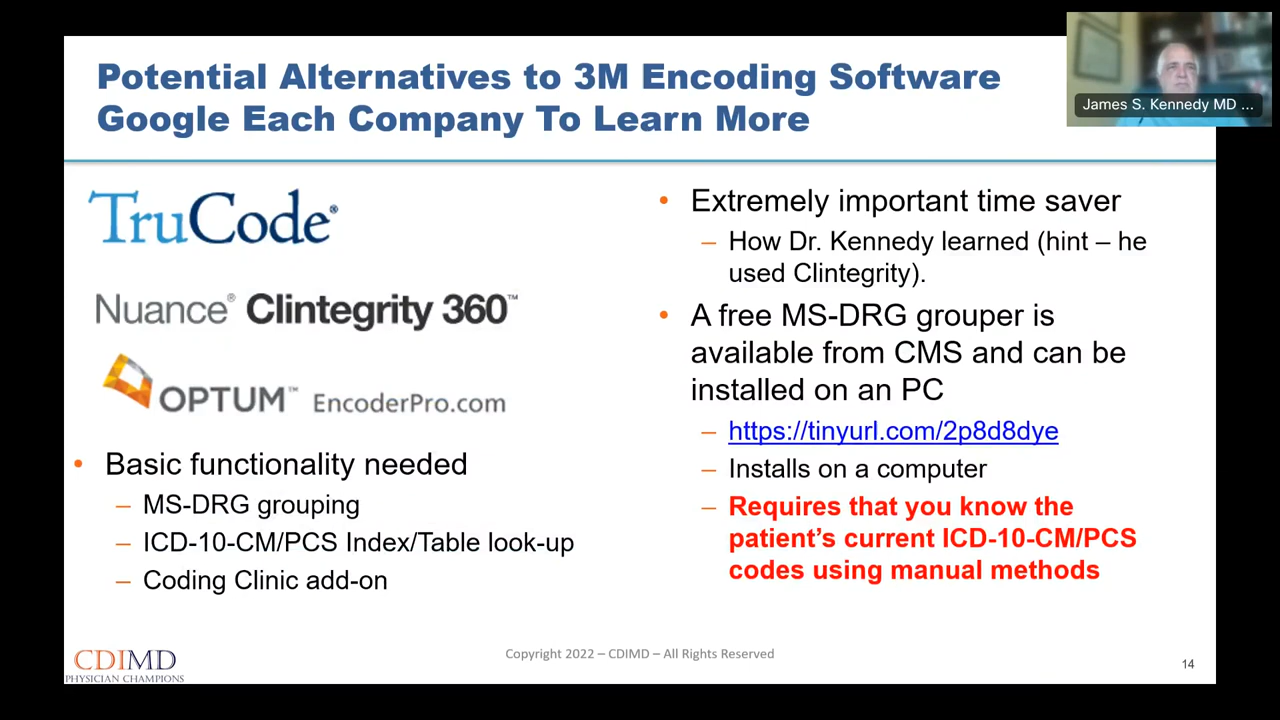 Potential Alternatives to 3M Encoding Software
Google Each Company To Learn More
James S. Kennedy MD ...
TruCode®
Nuance® Clintegrity 360™
OPTUM™ EncoderPro.com
• Basic functionality needed
– MS-DRG grouping
– ICD-10-CM/PCS Index/Table look-up
– Coding Clinic add-on
• Extremely important time saver
– How Dr. Kennedy learned (hint – he
used Clintegrity).
• A free MS-DRG grouper is
available from CMS and can be
installed on an PC
– https://tinyurl.com/2p8d8dye
– Installs on a computer
– Requires that you know the
patient’s current ICD-10-CM/PCS
codes using manual methods
CDIMD
PHYSICIAN CHAMPIONS
Copyright 2022 – CDIMD – All Rights Reserved
14